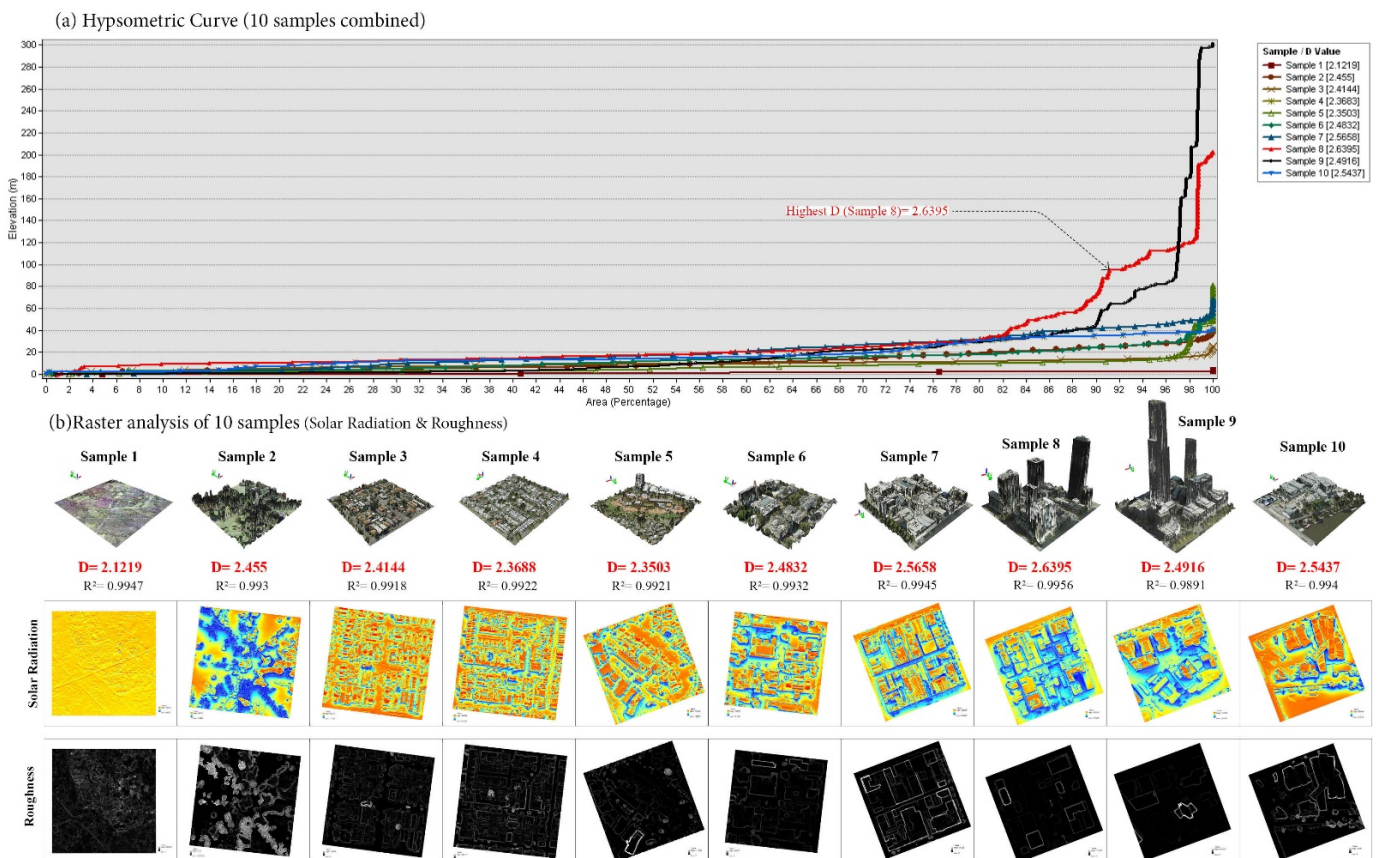 (a) Hypsometric Curve (10 samples combined)
300
280
260
240
220
200
180
160
140
120
100
80
60
40
20
0
Elevation (m)
Highest D (Sample 8)= 2.6395
0 2 4 6 8 10 12 14 16 18 20 22 24 26 28 30 32 34 36 38 40 42 44 46 48 50 52 54 56 58 60 62 64 66 68 70 72 74 76 78 80 82 84 86 88 90 92 94 96 98 100
Area (Percentage)
Sample / D Value
Sample 1 [2.1219]
Sample 2 [2.455]
Sample 3 [2.4144]
Sample 4 [2.3683]
Sample 5 [2.3503]
Sample 6 [2.4832]
Sample 7 [2.5658]
Sample 8 [2.6395]
Sample 9 [2.4916]
Sample 10 [2.5437]
(b)Raster analysis of 10 samples (Solar Radiation & Roughness)
Sample 1 Sample 2 Sample 3 Sample 4 Sample 5 Sample 6 Sample 7 Sample 8 Sample 9 Sample 10
D= 2.1219 D= 2.455 D= 2.4144 D= 2.3688 D= 2.3503 D= 2.4832 D= 2.5658 D= 2.6395 D= 2.4916 D= 2.5437
R²= 0.9947 R²= 0.993 R²= 0.9918 R²= 0.9922 R²= 0.9921 R²= 0.9932 R²= 0.9945 R²= 0.9956 R²= 0.9891 R²= 0.994
Solar Radiation
Roughness